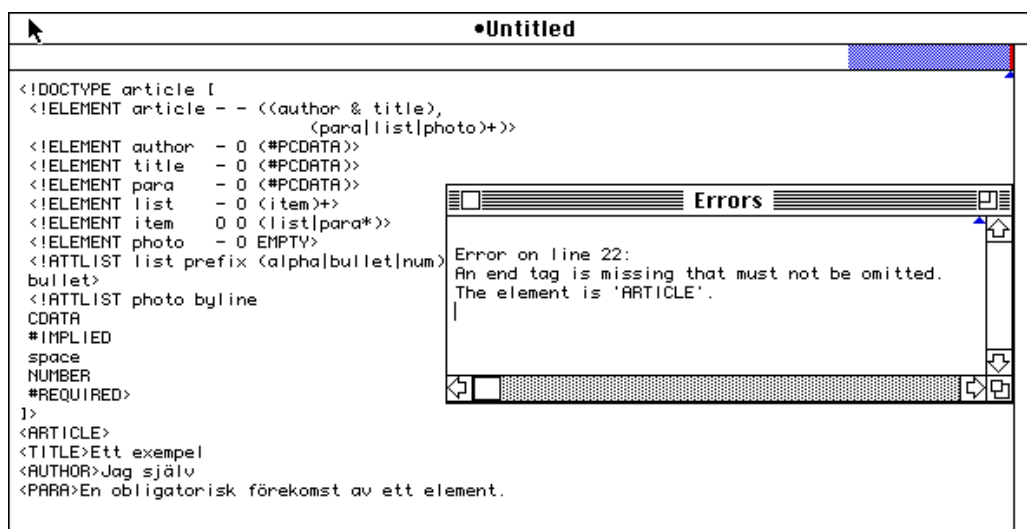 •Untitled
<!DOCTYPE article [
<!ELEMENT article - - ((author & title),
(para|list|photo)+)>
<!ELEMENT author - O (#PCDATA)>
<!ELEMENT title - O (#PCDATA)>
<!ELEMENT para - O (#PCDATA)>
<!ELEMENT list - O (item)+>
<!ELEMENT item O O (list|para*)>
<!ELEMENT photo - O EMPTY>
<!ATTLIST list prefix (alpha|bullet|num)
bullet>
<!ATTLIST photo byline
CDATA
#IMPLIED
space
NUMBER
#REQUIRED>
]>
<ARTICLE>
<TITLE>Ett exempel
<AUTHOR>Jag själv
<PARA>En obligatorisk förekomst av ett element.
Errors
Error on line 22:
An end tag is missing that must not be omitted.
The element is 'ARTICLE'.